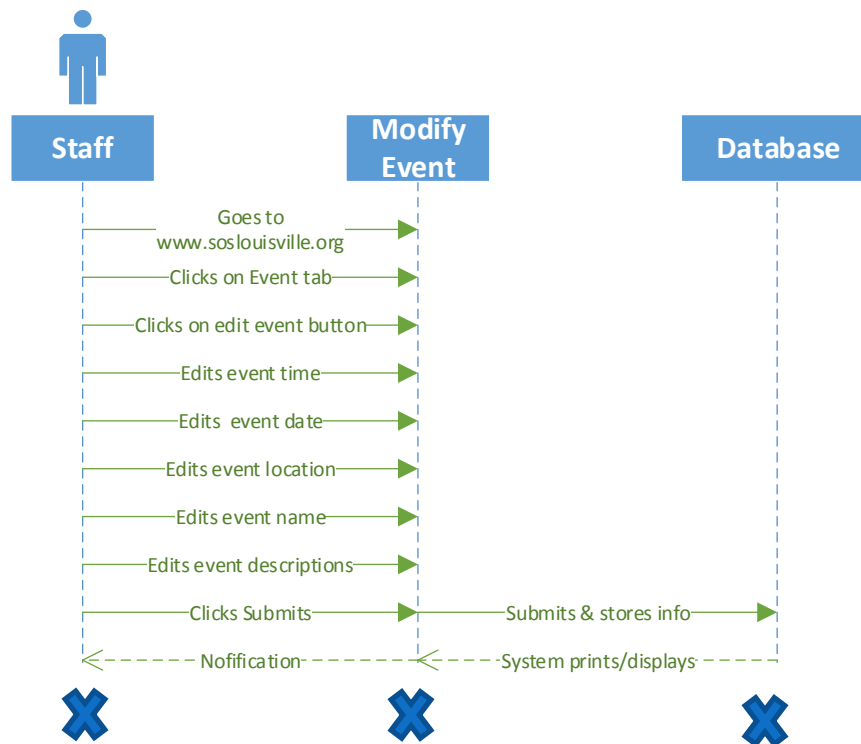 Staff
Modify
Event
Database
Goes to
www.soslouisville.org
Clicks on Event tab
Clicks on edit event button
Edits event time
Edits event date
Edits event location
Edits event name
Edits event descriptions
Clicks Submits
Submits & stores info
Nofification
System prints/displays